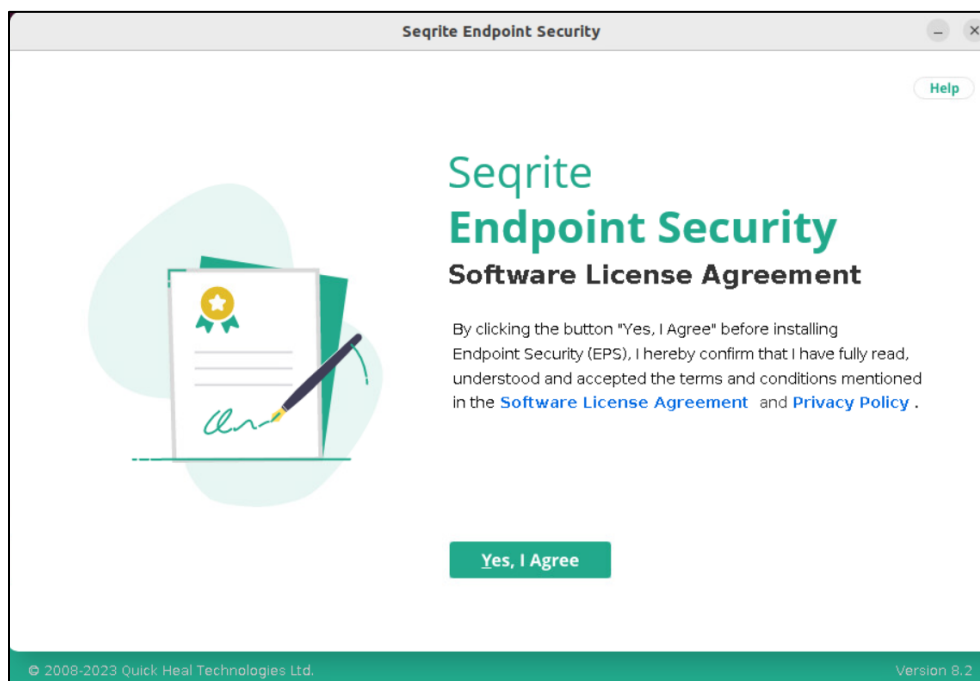 Seqrite Endpoint Security
Help
Seqrite
Endpoint Security
Software License Agreement
By clicking the button "Yes, I Agree" before installing
Endpoint Security (EPS), I hereby confirm that I have fully read,
understood and accepted the terms and conditions mentioned
in the Software License Agreement and Privacy Policy .
Yes, I Agree
© 2008-2023 Quick Heal Technologies Ltd.
Version 8.2